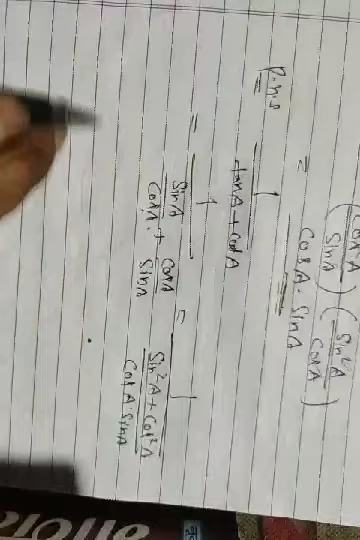 (cos²A / sinA) (sin²A / cosA)
= cosA · sinA
R.H.S
1 / tanA + cotA
= 1 / (sinA / cosA + cosA / sinA) = 1 / (sin²A + cos²A / cosA · sinA)